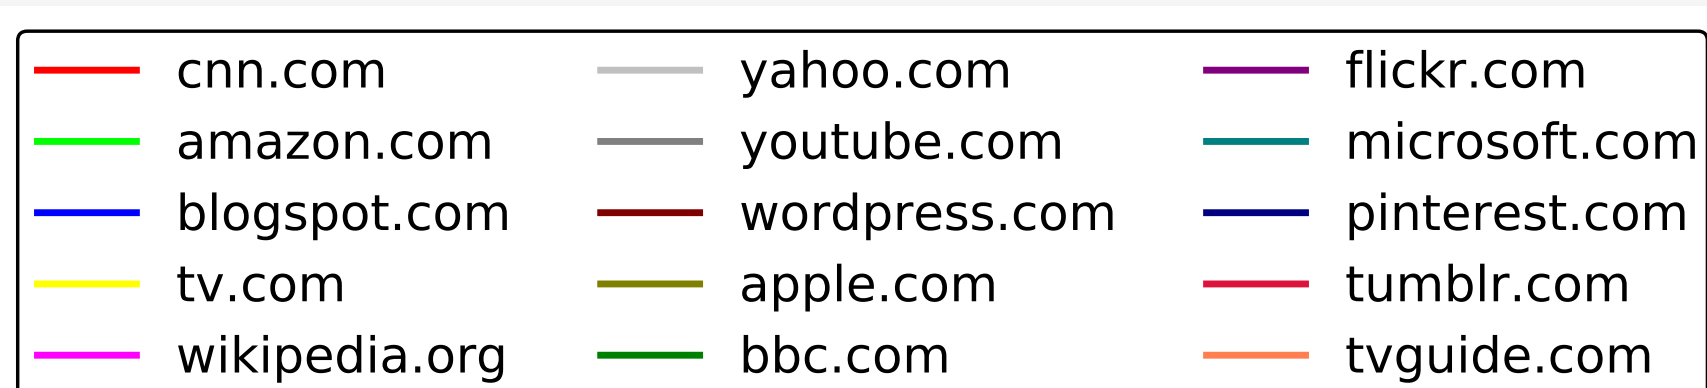 cnn.com
amazon.com
blogspot.com
tv.com
wikipedia.org
yahoo.com
youtube.com
wordpress.com
apple.com
bbc.com
flickr.com
microsoft.com
pinterest.com
tumblr.com
tvguide.com